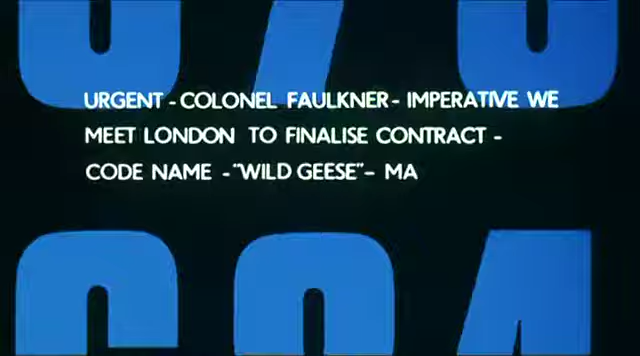 URGENT - COLONEL FAULKNER - IMPERATIVE WE
MEET LONDON TO FINALISE CONTRACT -
CODE NAME - "WILD GEESE" - MA